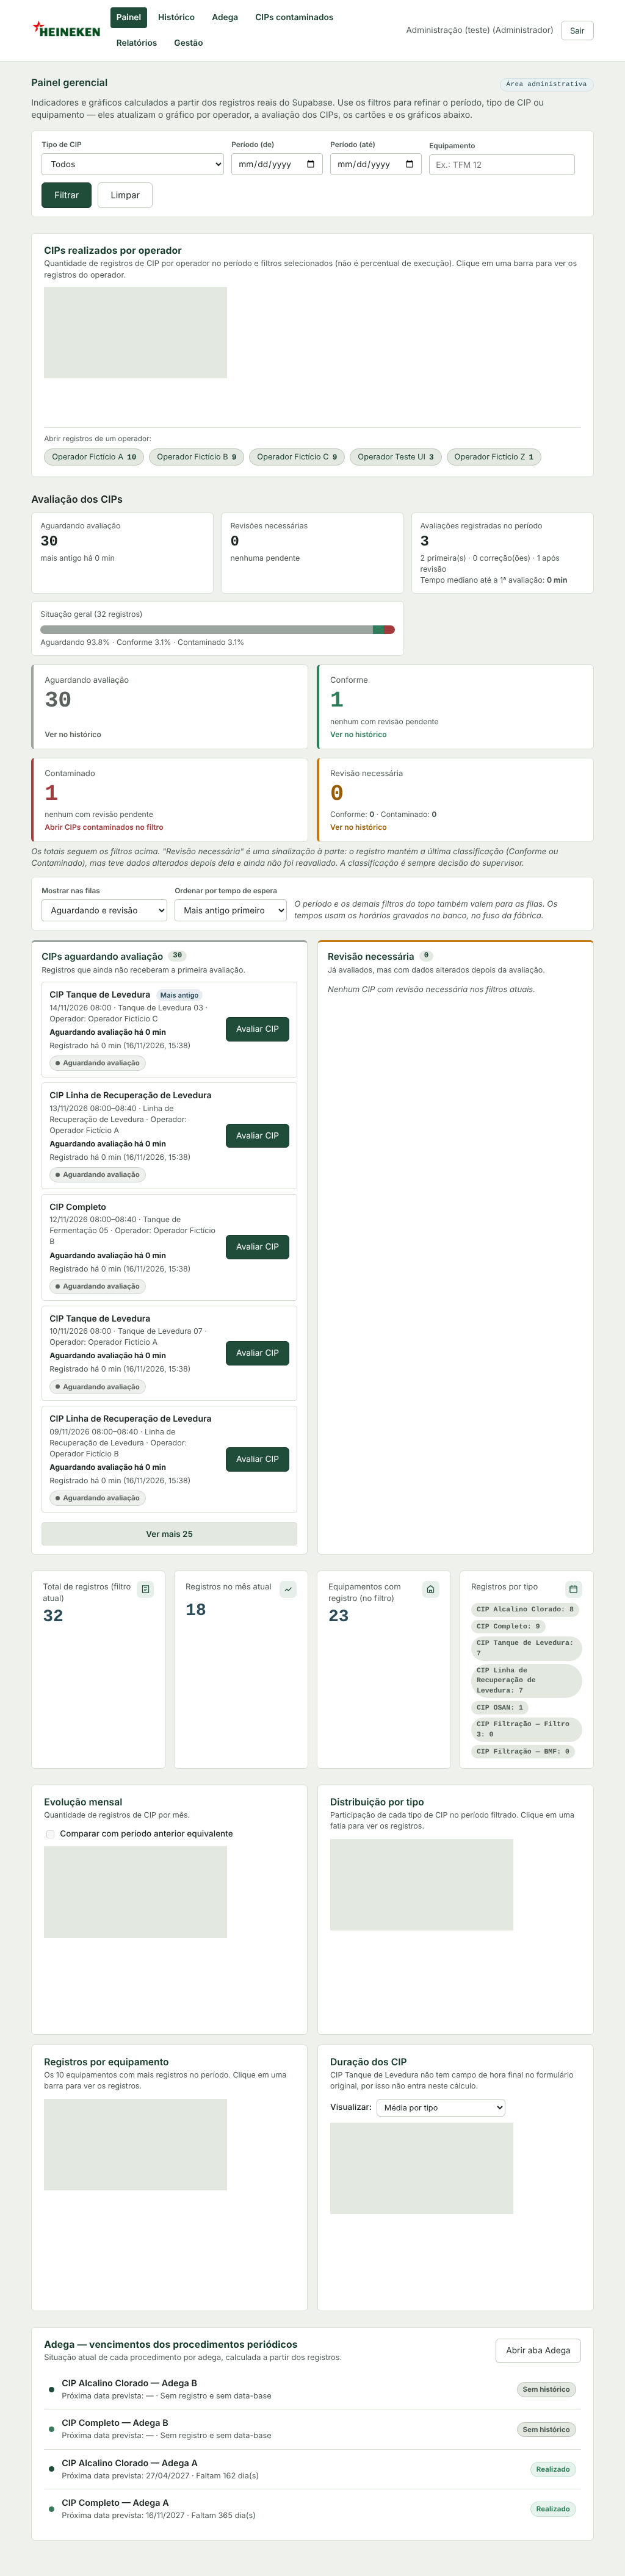 HEINEKEN
Painel
Histórico
Adega
CIPs contaminados
Relatórios
Gestão
Administração (teste) (Administrador)
Sair
Painel gerencial
Área administrativa
Indicadores e gráficos calculados a partir dos registros reais do Supabase. Use os filtros para refinar o período, tipo de CIP ou
equipamento — eles atualizam o gráfico por operador, a avaliação dos CIPs, os cartões e os gráficos abaixo.
Tipo de CIP
Período (de)
Período (até)
Equipamento
Todos
mm/dd/yyyy
mm/dd/yyyy
Ex.: TFM 12
Filtrar
Limpar
CIPs realizados por operador
Quantidade de registros de CIP por operador no período e filtros selecionados (não é percentual de execução). Clique em uma barra para ver os
registros do operador.
Abrir registros de um operador:
Operador Fictício A 10
Operador Fictício B 9
Operador Fictício C 9
Operador Teste UI 3
Operador Fictício Z 1
Avaliação dos CIPs
Aguardando avaliação
30
mais antigo há 0 min
Revisões necessárias
0
nenhuma pendente
Avaliações registradas no período
3
2 primeira(s) · 0 correção(ões) · 1 após
revisão
Tempo mediano até a 1ª avaliação: 0 min
Situação geral (32 registros)
Aguardando 93.8% · Conforme 3.1% · Contaminado 3.1%
Aguardando avaliação
30
Ver no histórico
Conforme
1
nenhum com revisão pendente
Ver no histórico
Contaminado
1
nenhum com revisão pendente
Abrir CIPs contaminados no filtro
Revisão necessária
0
Conforme: 0 · Contaminado: 0
Ver no histórico
Os totais seguem os filtros acima. "Revisão necessária" é uma sinalização à parte: o registro mantém a última classificação (Conforme ou
Contaminado), mas teve dados alterados depois dela e ainda não foi reavaliado. A classificação é sempre decisão do supervisor.
Mostrar nas filas
Ordenar por tempo de espera
Aguardando e revisão
Mais antigo primeiro
O período e os demais filtros do topo também valem para as filas. Os
tempos usam os horários gravados no banco, no fuso da fábrica.
CIPs aguardando avaliação 30
Registros que ainda não receberam a primeira avaliação.
CIP Tanque de Levedura Mais antigo
14/11/2026 08:00 · Tanque de Levedura 03 ·
Operador: Operador Fictício C
Aguardando avaliação há 0 min
Registrado há 0 min (16/11/2026, 15:38)
Aguardando avaliação
Avaliar CIP
CIP Linha de Recuperação de Levedura
13/11/2026 08:00–08:40 · Linha de
Recuperação de Levedura · Operador:
Operador Fictício A
Aguardando avaliação há 0 min
Registrado há 0 min (16/11/2026, 15:38)
Aguardando avaliação
Avaliar CIP
CIP Completo
12/11/2026 08:00–08:40 · Tanque de
Fermentação 05 · Operador: Operador Fictício
B
Aguardando avaliação há 0 min
Registrado há 0 min (16/11/2026, 15:38)
Aguardando avaliação
Avaliar CIP
CIP Tanque de Levedura
10/11/2026 08:00 · Tanque de Levedura 07 ·
Operador: Operador Fictício A
Aguardando avaliação há 0 min
Registrado há 0 min (16/11/2026, 15:38)
Aguardando avaliação
Avaliar CIP
CIP Linha de Recuperação de Levedura
09/11/2026 08:00–08:40 · Linha de
Recuperação de Levedura · Operador:
Operador Fictício B
Aguardando avaliação há 0 min
Registrado há 0 min (16/11/2026, 15:38)
Aguardando avaliação
Avaliar CIP
Ver mais 25
Revisão necessária 0
Já avaliados, mas com dados alterados depois da avaliação.
Nenhum CIP com revisão necessária nos filtros atuais.
Total de registros (filtro
atual)
32
Registros no mês atual
18
Equipamentos com
registro (no filtro)
23
Registros por tipo
CIP Alcalino Clorado: 8
CIP Completo: 9
CIP Tanque de Levedura:
7
CIP Linha de
Recuperação de
Levedura: 7
CIP OSAN: 1
CIP Filtração — Filtro
3: 0
CIP Filtração — BMF: 0
Evolução mensal
Quantidade de registros de CIP por mês.
Comparar com período anterior equivalente
Distribuição por tipo
Participação de cada tipo de CIP no período filtrado. Clique em uma
fatia para ver os registros.
Registros por equipamento
Os 10 equipamentos com mais registros no período. Clique em uma
barra para ver os registros.
Duração dos CIP
CIP Tanque de Levedura não tem campo de hora final no formulário
original, por isso não entra neste cálculo.
Visualizar: Média por tipo
Adega — vencimentos dos procedimentos periódicos
Situação atual de cada procedimento por adega, calculada a partir dos registros.
Abrir aba Adega
CIP Alcalino Clorado — Adega B
Próxima data prevista: — · Sem registro e sem data-base
Sem histórico
CIP Completo — Adega B
Próxima data prevista: — · Sem registro e sem data-base
Sem histórico
CIP Alcalino Clorado — Adega A
Próxima data prevista: 27/04/2027 · Faltam 162 dia(s)
Realizado
CIP Completo — Adega A
Próxima data prevista: 16/11/2027 · Faltam 365 dia(s)
Realizado